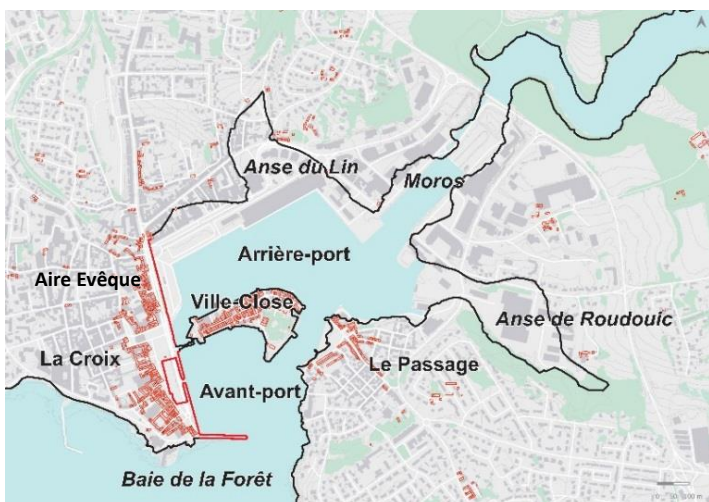 Anse du Lin
Moros
Arrière-port
Aire Evêque
Ville-Close
Anse de Roudouic
La Croix
Le Passage
Avant-port
Baie de la Forêt